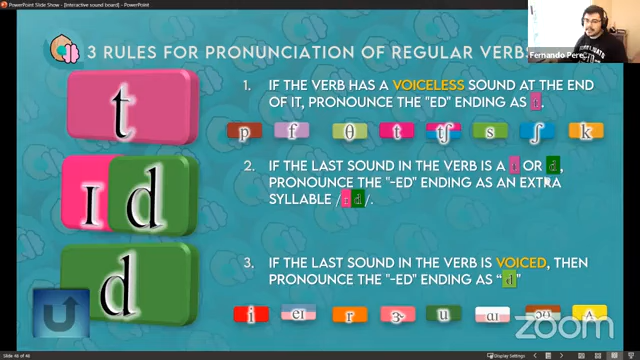 PowerPoint Slide Show - [Interactive sound board] - PowerPoint
Fernando Pere...
3 RULES FOR PRONUNCIATION OF REGULAR VERBS
t
ɪ d
d
1. IF THE VERB HAS A VOICELESS SOUND AT THE END
OF IT, PRONOUNCE THE "ED" ENDING AS t.
p f θ t tʃ s ʃ k
2. IF THE LAST SOUND IN THE VERB IS A t OR d,
PRONOUNCE THE "-ED" ENDING AS AN EXTRA
SYLLABLE /ɪd/.
3. IF THE LAST SOUND IN THE VERB IS VOICED, THEN
PRONOUNCE THE "-ED" ENDING AS "d"
i eɪ r ɝ u aɪ ʌ
zoom
Slide 46 of 46
Display Settings